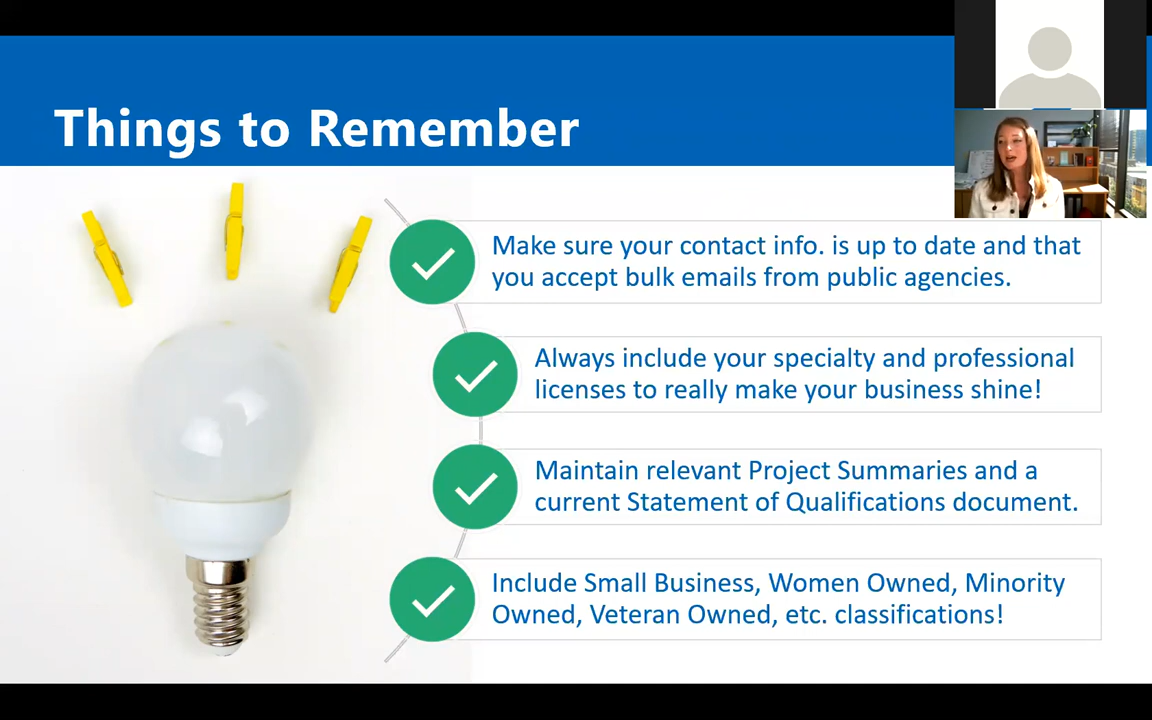 Things to Remember
Make sure your contact info. is up to date and that
you accept bulk emails from public agencies.
Always include your specialty and professional
licenses to really make your business shine!
Maintain relevant Project Summaries and a
current Statement of Qualifications document.
Include Small Business, Women Owned, Minority
Owned, Veteran Owned, etc. classifications!